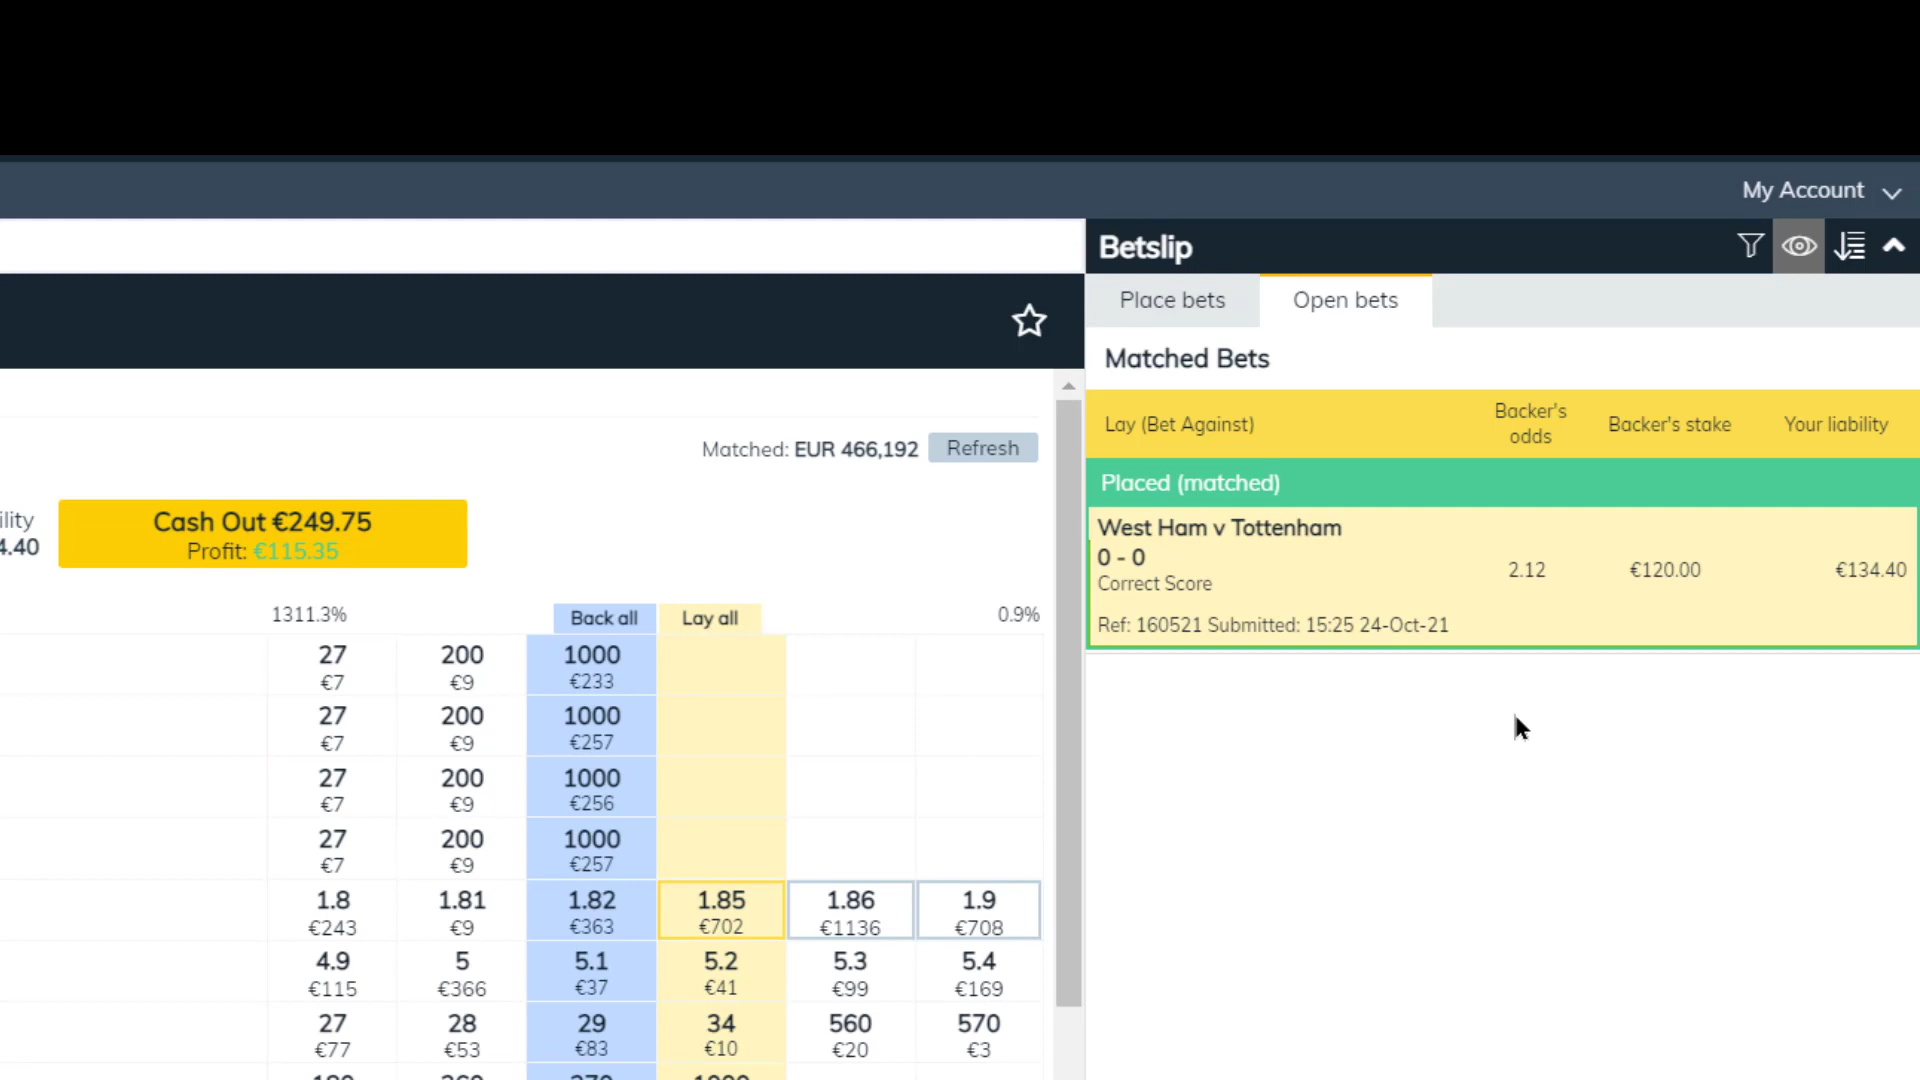 My Account
Betslip
Place bets
Open bets
Matched Bets
Lay (Bet Against)
Backer's odds
Backer's stake
Your liability
Placed (matched)
West Ham v Tottenham
0 - 0
Correct Score
2.12
€120.00
€134.40
Ref: 160521 Submitted: 15:25 24-Oct-21
Matched: EUR 466,192
Refresh
ility
4.40
Cash Out €249.75
Profit: €115.35
1311.3%
Back all
Lay all
0.9%
27 200 1000
€7 €9 €233
27 200 1000
€7 €9 €257
27 200 1000
€7 €9 €256
27 200 1000
€7 €9 €257
1.8 1.81 1.82 1.85 1.86 1.9
€243 €9 €363 €702 €1136 €708
4.9 5 5.1 5.2 5.3 5.4
€115 €366 €37 €41 €99 €169
27 28 29 34 560 570
€77 €53 €83 €10 €20 €3